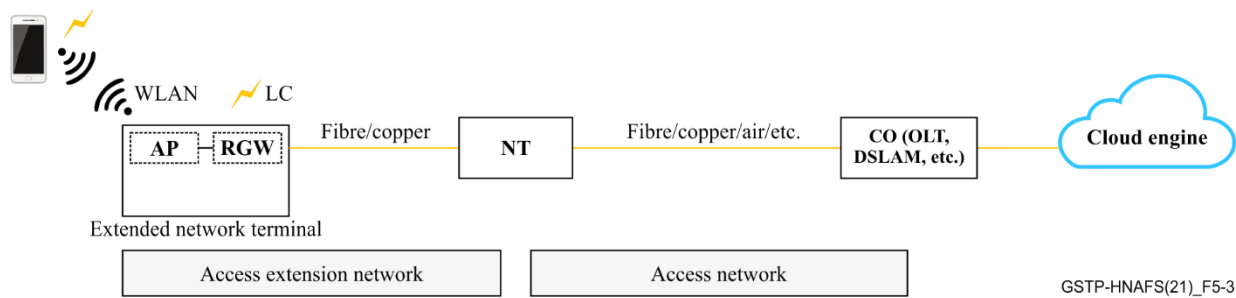 WLAN
LC
AP
RGW
Fibre/copper
NT
Fibre/copper/air/etc.
CO (OLT,
DSLAM, etc.)
Cloud engine
Extended network terminal
Access extension network
Access network
GSTP-HNAFS(21)_F5-3